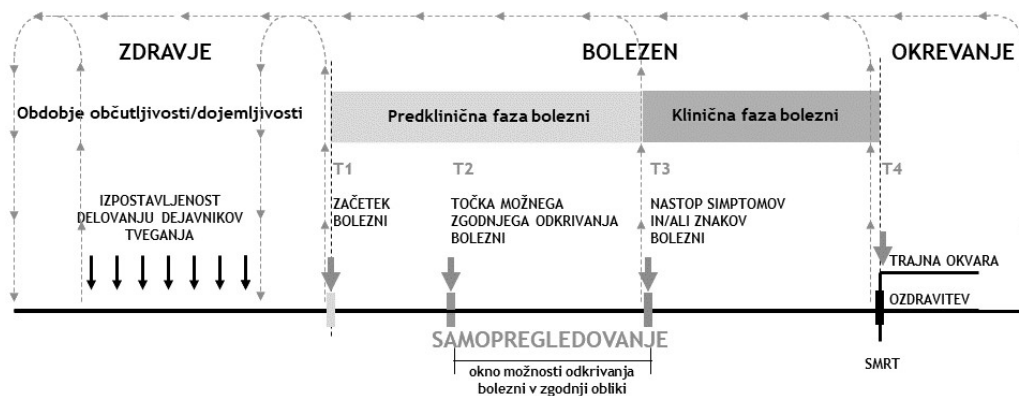 ZDRAVJE
BOLEZEN
OKREVANJE
Obdobje občutljivosti/dojemljivosti
Predklinična faza bolezni
Klinična faza bolezni
T1
T2
T3
T4
IZPOSTAVLJENOST
DELOVANJU DEJAVNIKOV
TVEGANJA
ZAČETEK
BOLEZNI
TOČKA MOŽNEGA
ZGODNJEGA ODKRIVANJA
BOLEZNI
NASTOP SIMPTOMOV
IN/ALI ZNAKOV
BOLEZNI
TRAJNA OKVARA
OZDRAVITEV
SMRT
SAMOPREGLEDOVANJE
okno možnosti odkrivanja
bolezni v zgodnji obliki